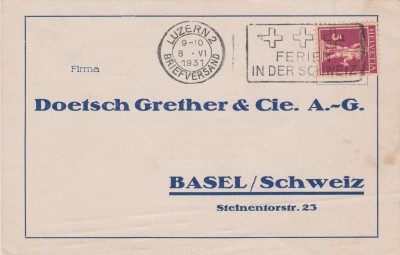 LUZERN 2
9-10
8 · VI
1931
BRIEFVERSAND
FERIEN
IN DER SCHWEIZ
HELVETIA
Firma
Doetsch Grether & Cie. A.-G.
BASEL/Schweiz
Steinentorstr. 23